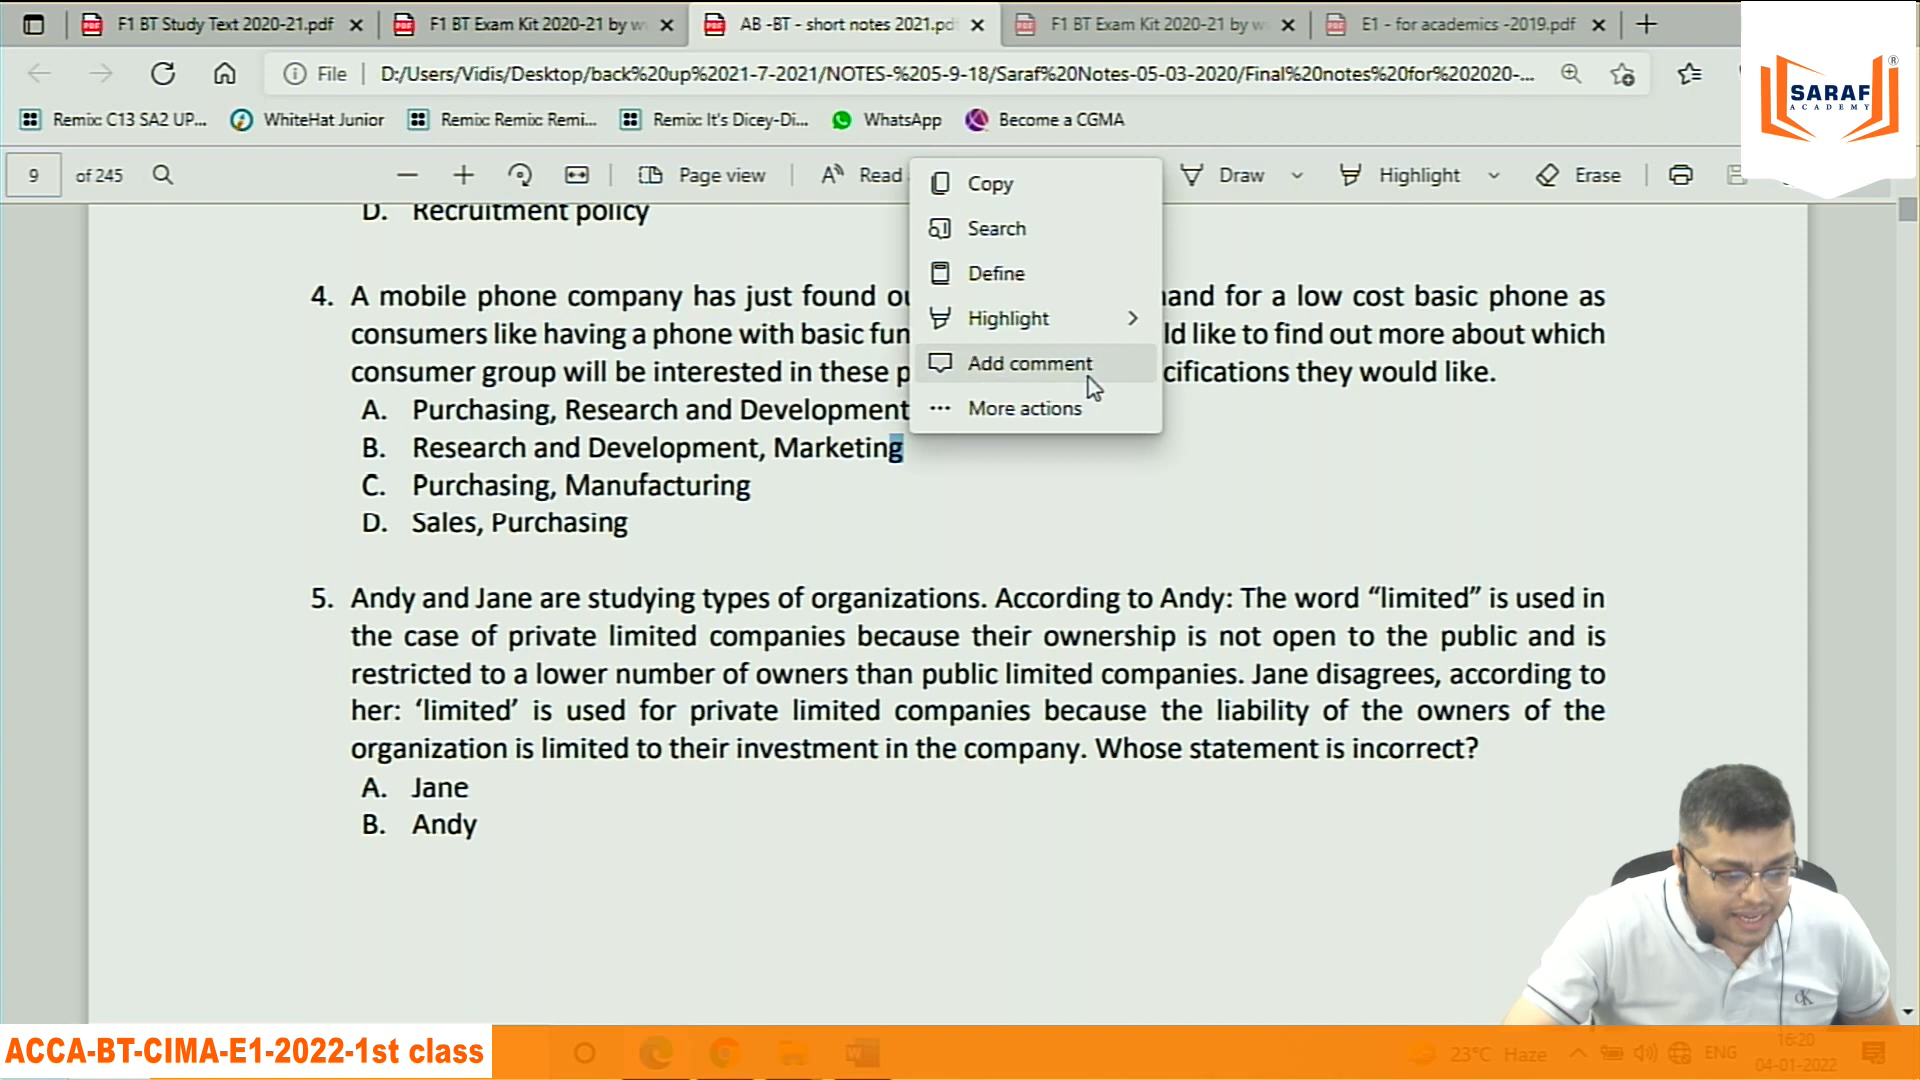 F1 BT Study Text 2020-21.pdf
F1 BT Exam Kit 2020-21 by
AB -BT - short notes 2021.pd
F1 BT Exam Kit 2020-21 by
E1 - for academics -2019.pdf
File
D:/Users/Vidis/Desktop/back%20up%2021-7-2021/NOTES-%205-9-18/Saraf%20Notes-05-03-2020/Final%20notes%20for%202020-...
SARAF
ACADEMY
®
Remix: C13 SA2 UP...
WhiteHat Junior
Remix: Remix Remi...
Remix: It's Dicey-Di...
WhatsApp
Become a CGMA
9
of 245
Page view
Read
Draw
Highlight
Erase
Copy
Search
Define
Highlight
Add comment
More actions
D. Recruitment policy
4. A mobile phone company has just found for a low cost basic phone as
consumers like having a phone with basic like to find out more about which
consumer group will be interested in these they would like.
A. Purchasing, Research and Development
B. Research and Development, Marketing
C. Purchasing, Manufacturing
D. Sales, Purchasing
5. Andy and Jane are studying types of organizations. According to Andy: The word “limited” is used in
the case of private limited companies because their ownership is not open to the public and is
restricted to a lower number of owners than public limited companies. Jane disagrees, according to
her: ‘limited’ is used for private limited companies because the liability of the owners of the
organization is limited to their investment in the company. Whose statement is incorrect?
A. Jane
B. Andy
CK
ACCA-BT-CIMA-E1-2022-1st class
23°C Haze
ENG
16:20
04-01-2022